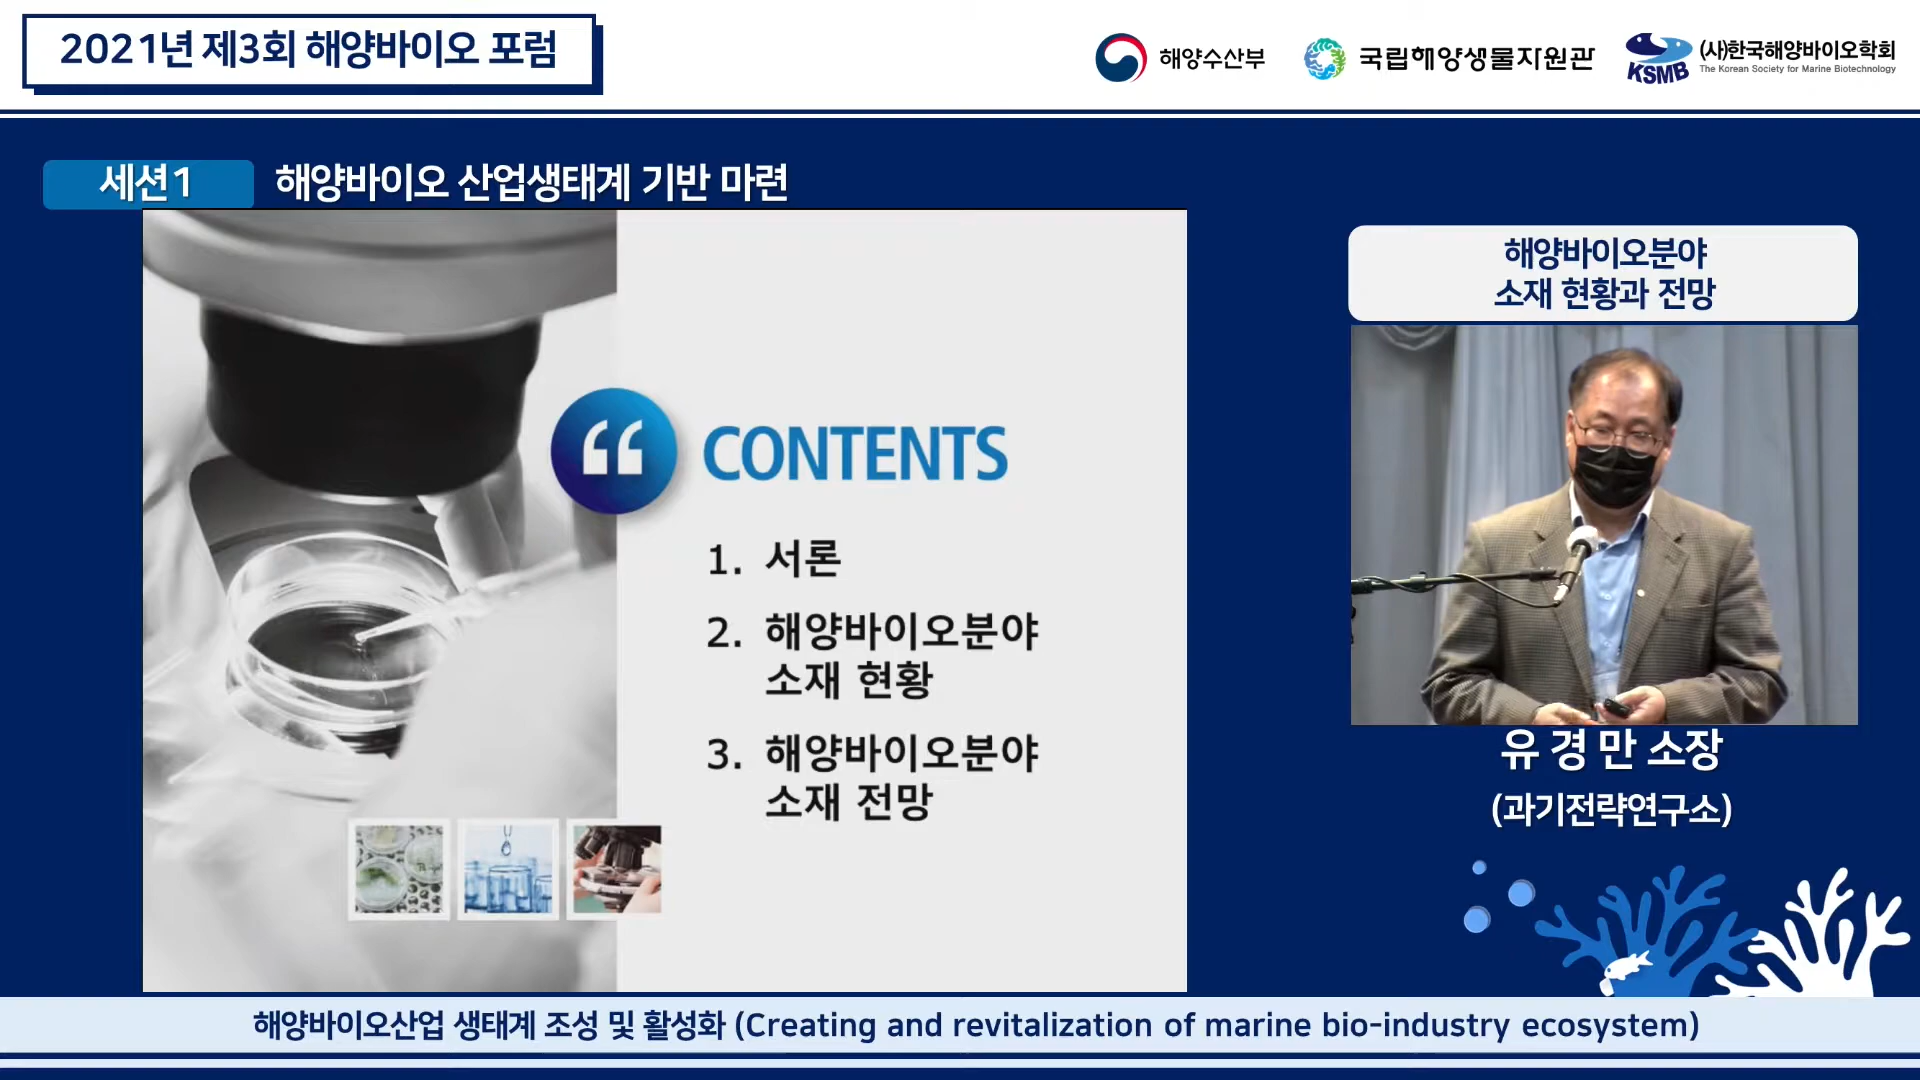 2021년 제3회 해양바이오 포럼
해양수산부
국립해양생물자원관
KSMB
(사)한국해양바이오학회
The Korean Society for Marine Biotechnology
세션1
해양바이오 산업생태계 기반 마련
해양바이오분야
소재 현황과 전망
CONTENTS
1. 서론
2. 해양바이오분야
소재 현황
3. 해양바이오분야
소재 전망
유 경 만 소장
(과기전략연구소)
해양바이오산업 생태계 조성 및 활성화 (Creating and revitalization of marine bio-industry ecosystem)